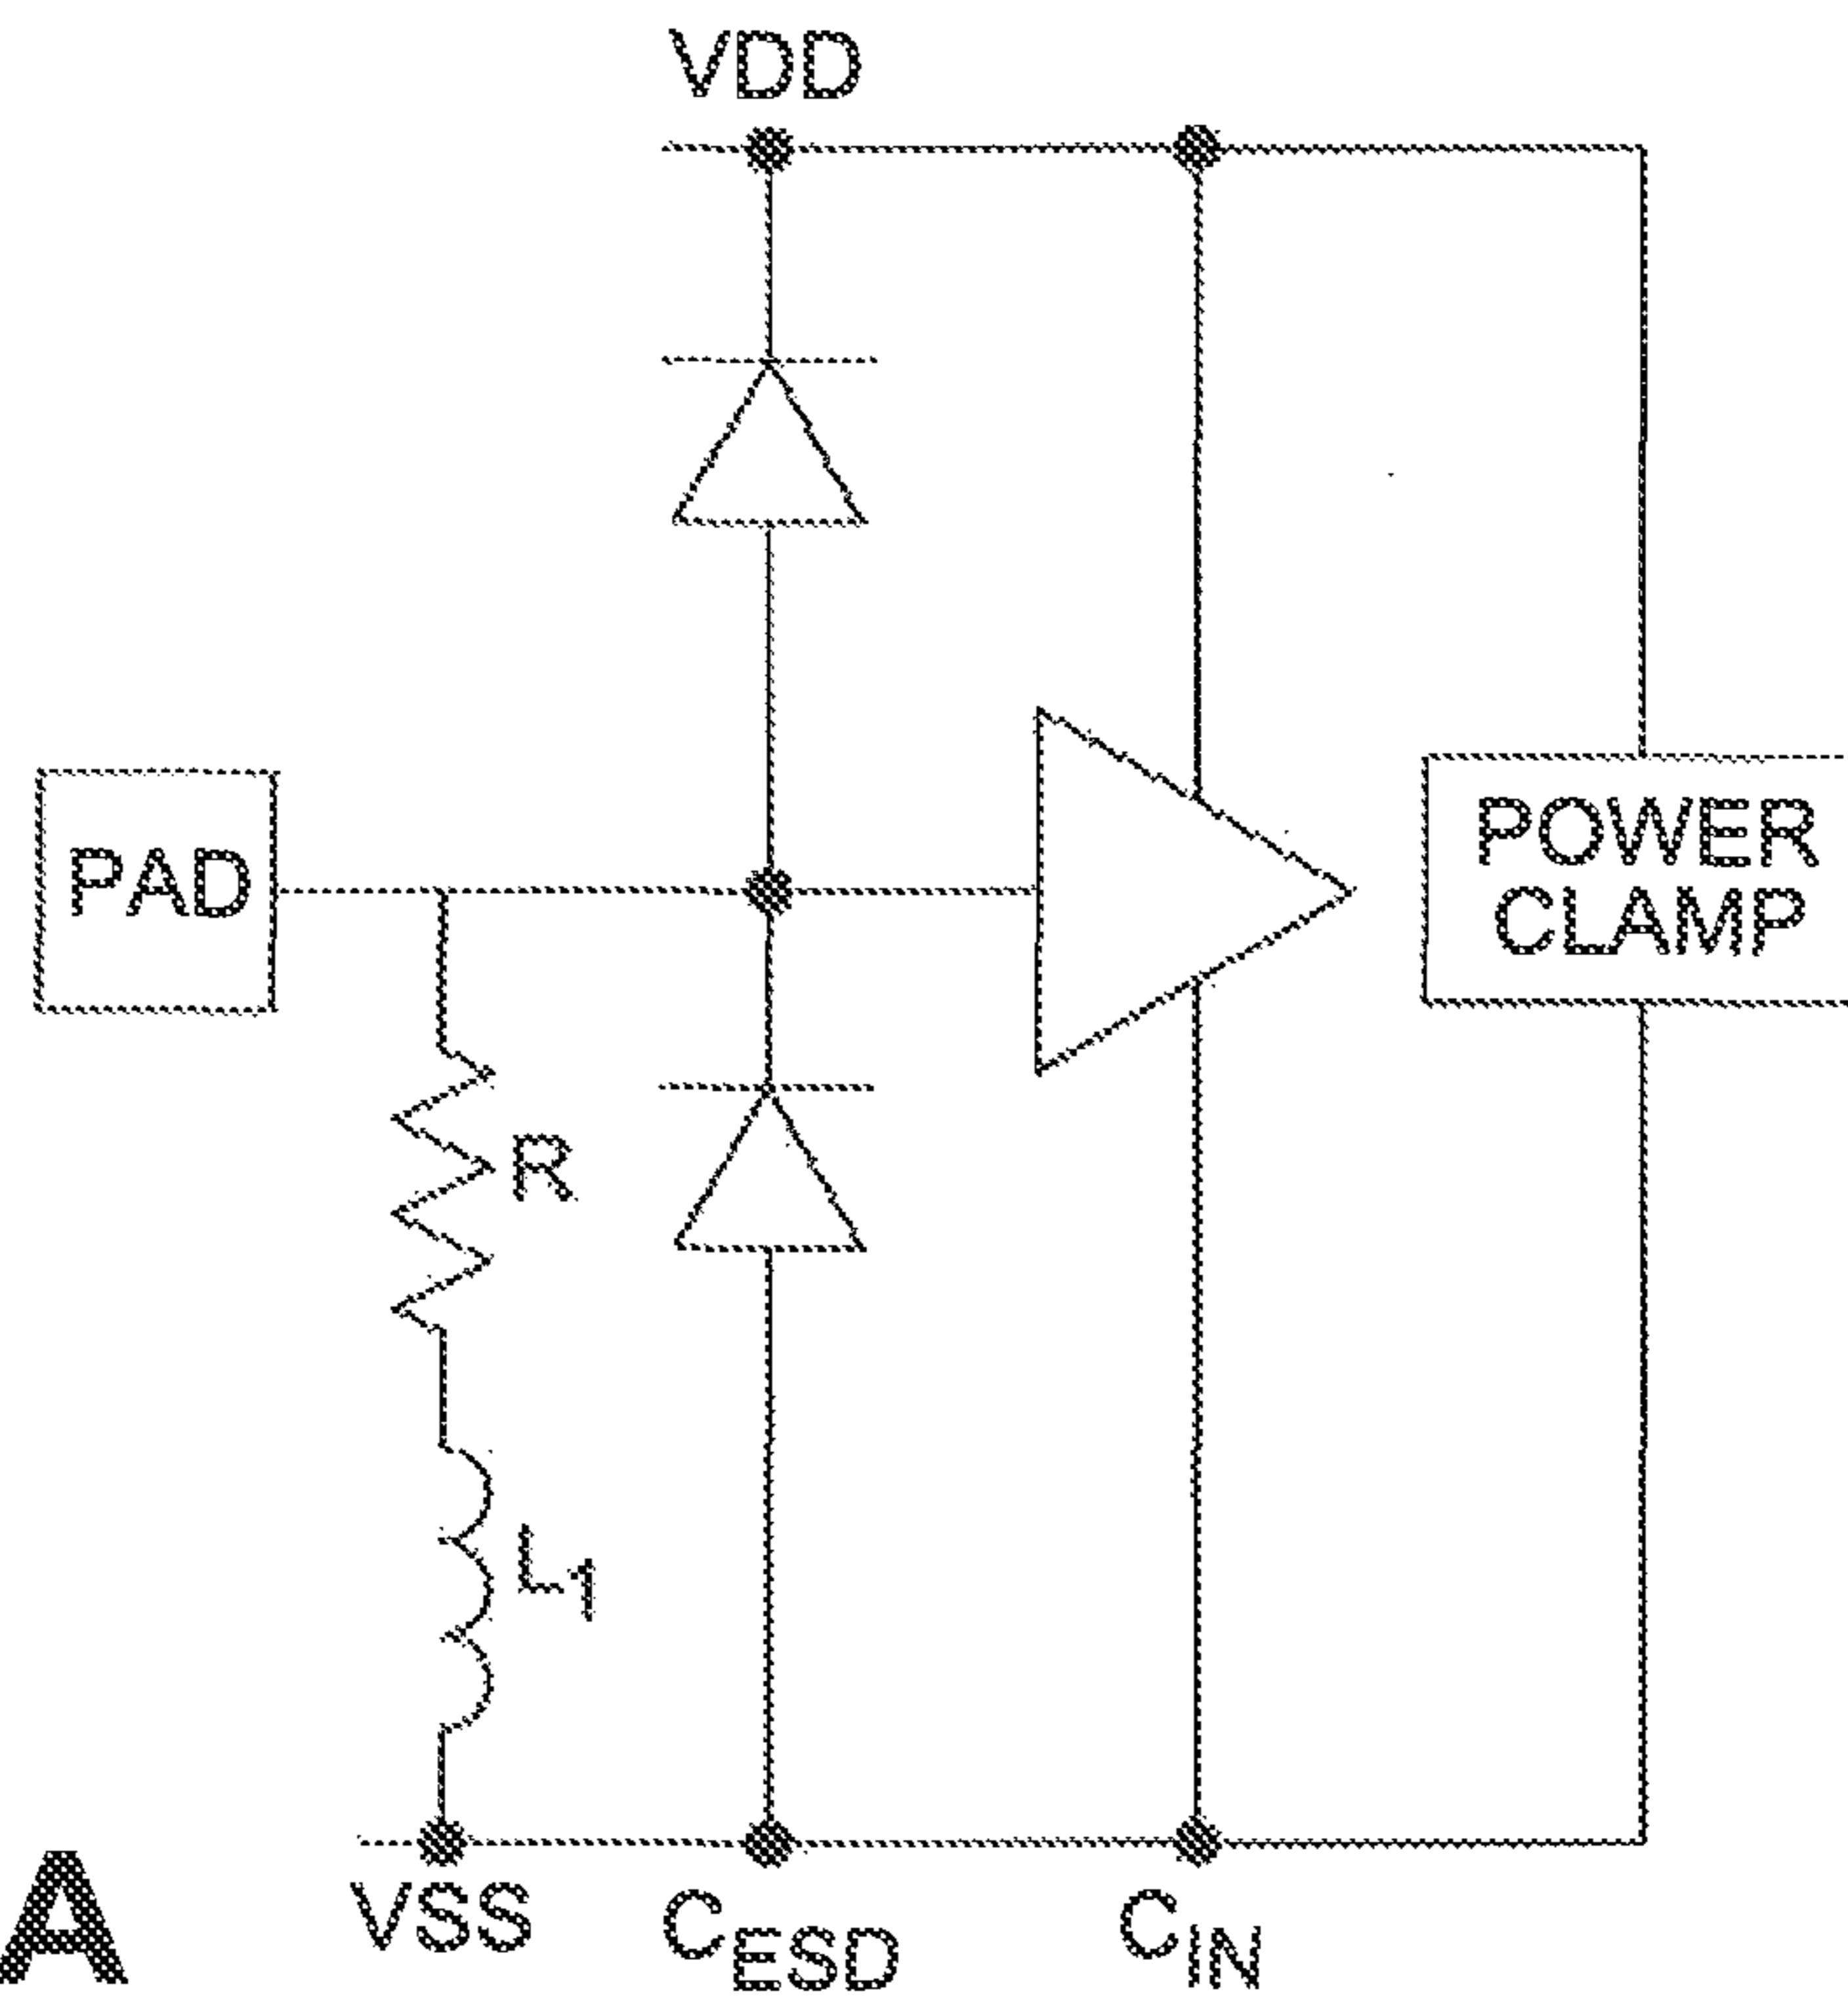 VDD
PAD
POWER
CLAMP
R
L1
VSS
CESD
CIN
A